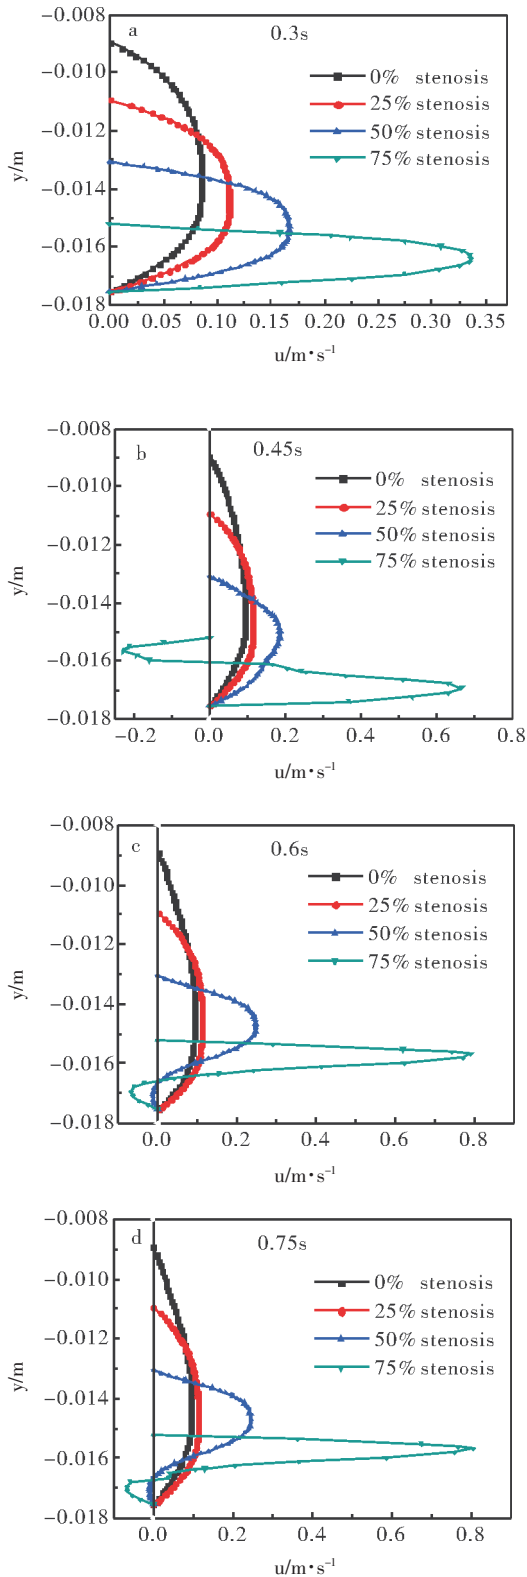 −0.008
a 0.3s
−0.010
0% stenosis
25% stenosis
−0.012
50% stenosis
75% stenosis
y/m
−0.014
−0.016
−0.018
0.00 0.05 0.10 0.15 0.20 0.25 0.30 0.35
u/m·s⁻¹
−0.008
b 0.45s
0% stenosis
−0.010
25% stenosis
50% stenosis
−0.012
75% stenosis
y/m
−0.014
−0.016
−0.018
−0.2 0.0 0.2 0.4 0.6 0.8
u/m·s⁻¹
−0.008
c 0.6s
0% stenosis
−0.010
25% stenosis
50% stenosis
−0.012
75% stenosis
y/m
−0.014
−0.016
−0.018
0.0 0.2 0.4 0.6 0.8
u/m·s⁻¹
−0.008
d 0.75s
−0.010
0% stenosis
25% stenosis
−0.012
50% stenosis
75% stenosis
y/m
−0.014
−0.016
−0.018
0.0 0.2 0.4 0.6 0.8
u/m·s⁻¹